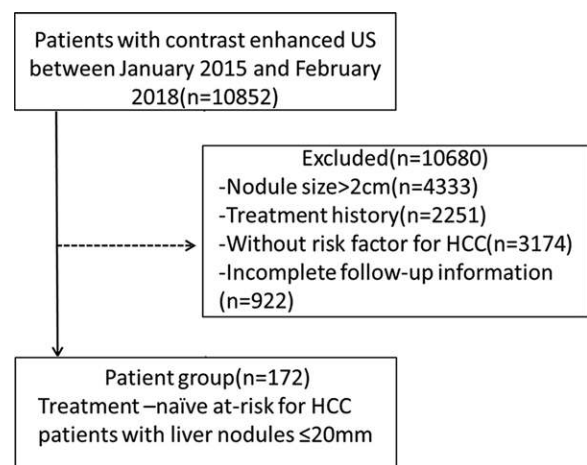 Patients with contrast enhanced US
between January 2015 and February
2018(n=10852)
Excluded(n=10680)
-Nodule size>2cm(n=4333)
-Treatment history(n=2251)
-Without risk factor for HCC(n=3174)
-Incomplete follow-up information
(n=922)
Patient group(n=172)
Treatment –naïve at-risk for HCC
patients with liver nodules ≤20mm